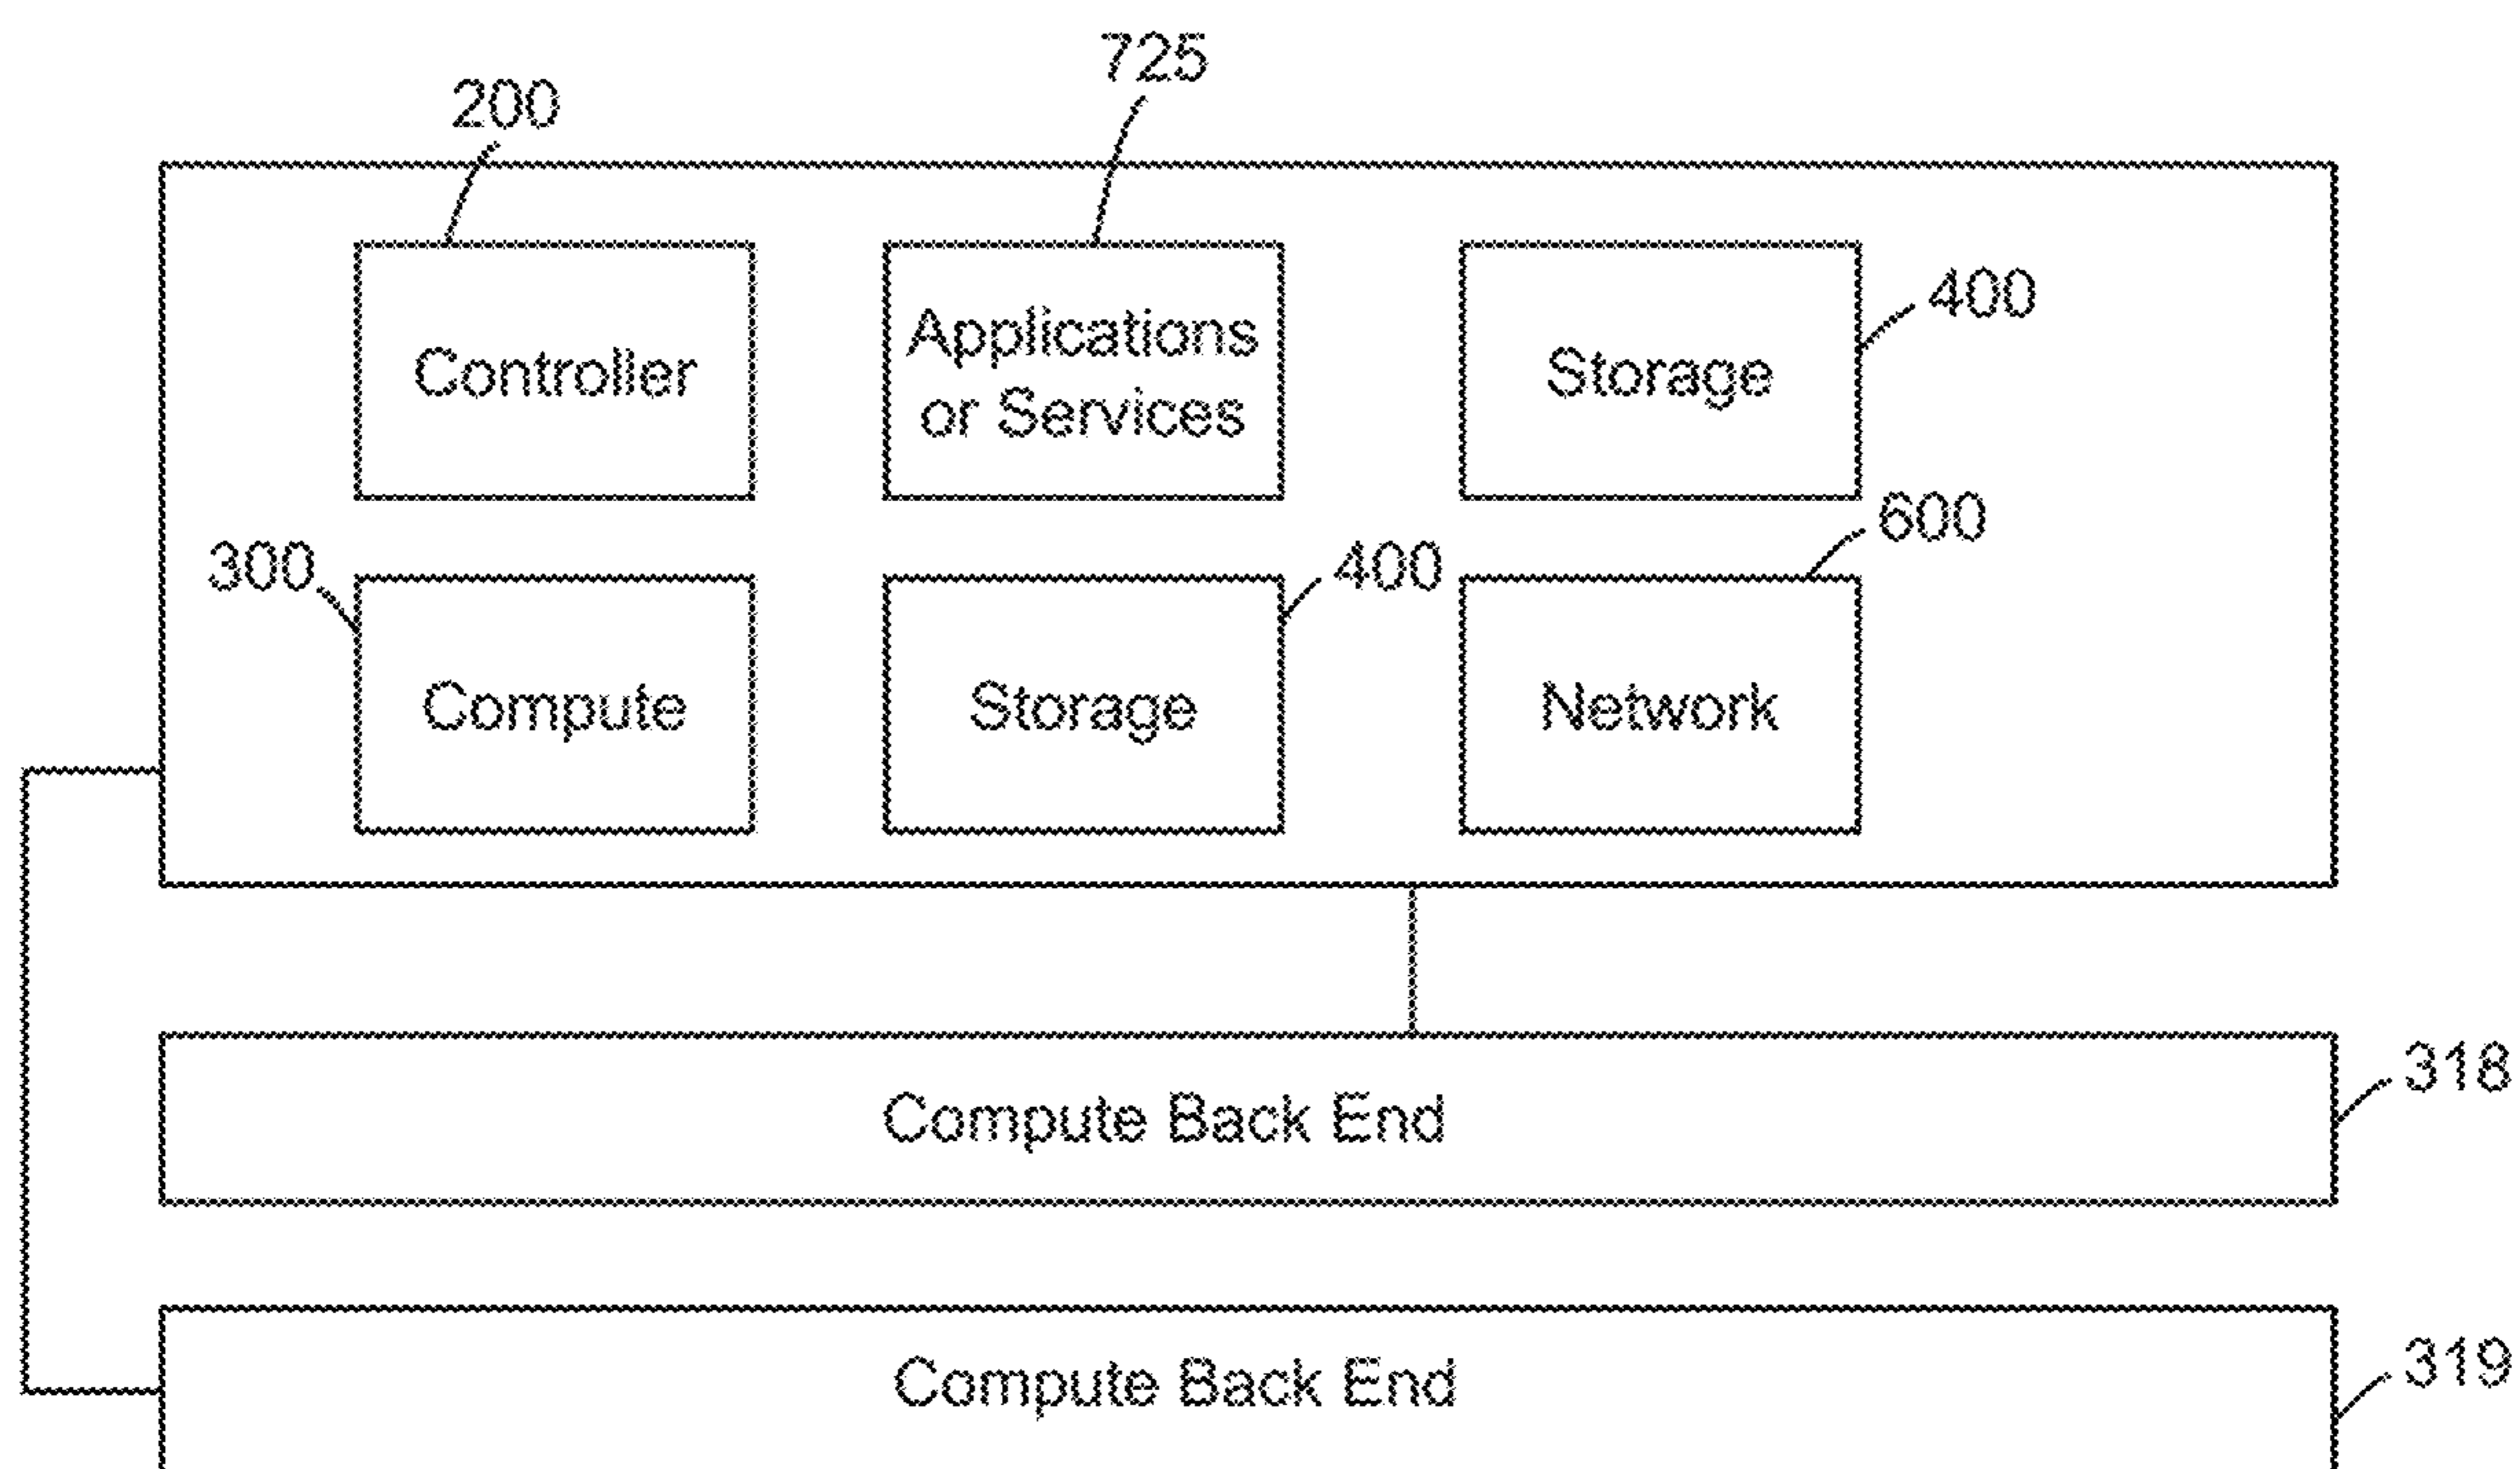 725
200
Controller
Applications
or Services
Storage
400
300
Compute
400
Storage
600
Network
Compute Back End
318
Compute Back End
319